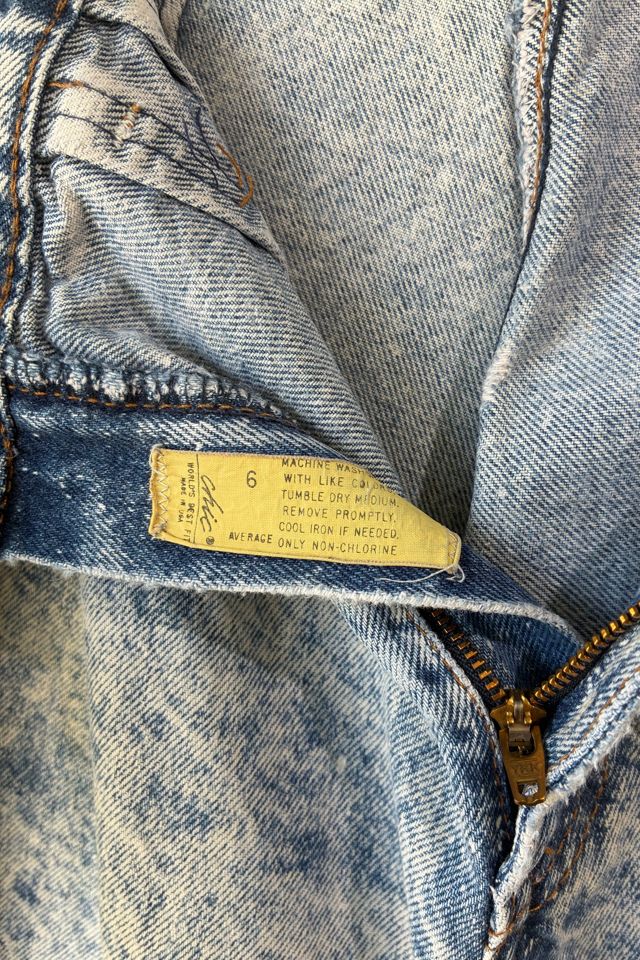 chic ®
WORLD'S BEST FIT
MADE IN USA
6
MACHINE WASH
WITH LIKE
TUMBLE DRY MEDIUM.
REMOVE PROMPTLY.
COOL IRON IF NEEDED.
AVERAGE ONLY NON-CHLORINE
YKK